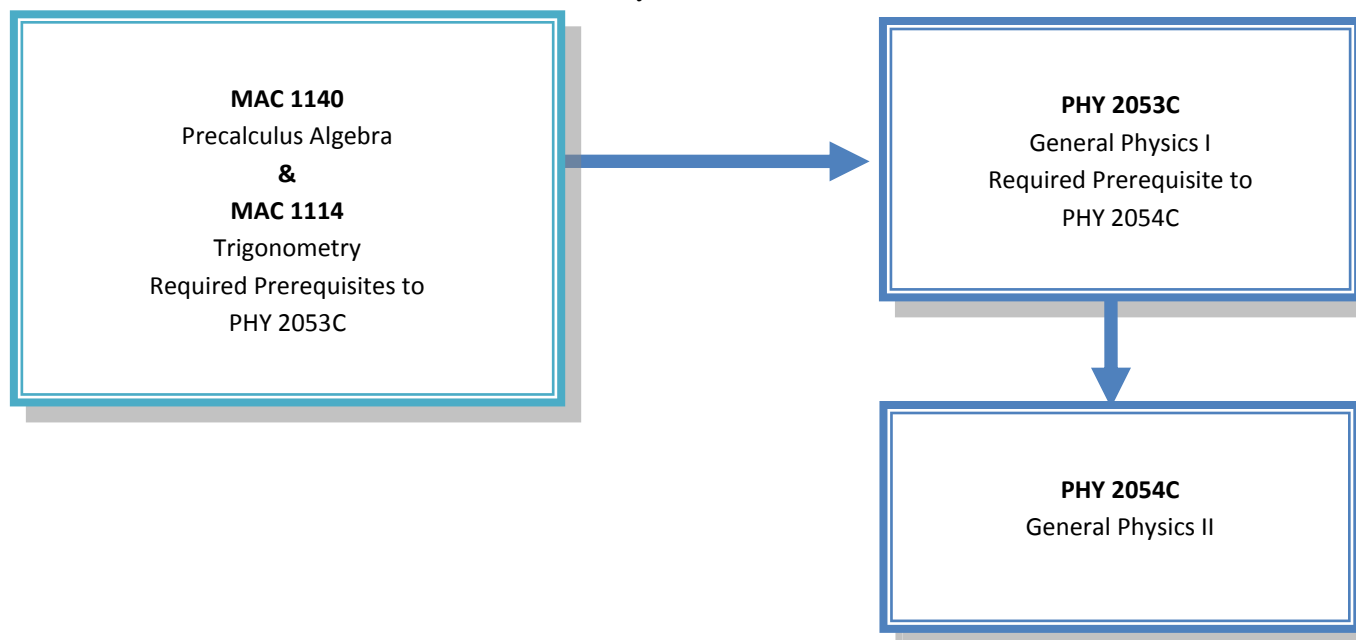 MAC 1140
Precalculus Algebra
&
MAC 1114
Trigonometry
Required Prerequisites to
PHY 2053C
PHY 2053C
General Physics I
Required Prerequisite to
PHY 2054C
PHY 2054C
General Physics II